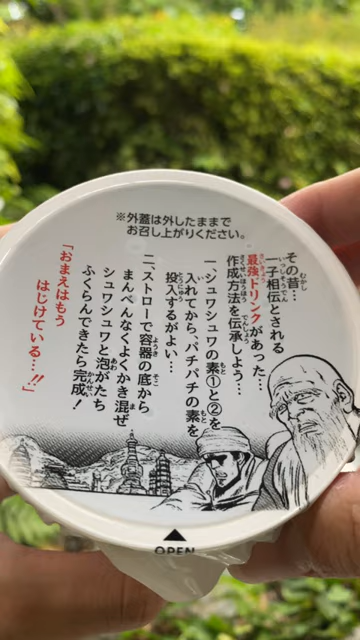 ※外蓋は外したままで
お召し上がりください。
その昔…
一子相伝とされる
最強ドリンクがあった…
作成方法を伝承しよう…
一シュワシュワの素①と②を
入れてから、パチパチの素を
投入するがよい…
二ストローで容器の底から
まんべんなくよくかき混ぜ
シュワシュワと泡がたち
ふくらんできたら完成！
「おまえはもう
はじけている…!!」
OPEN